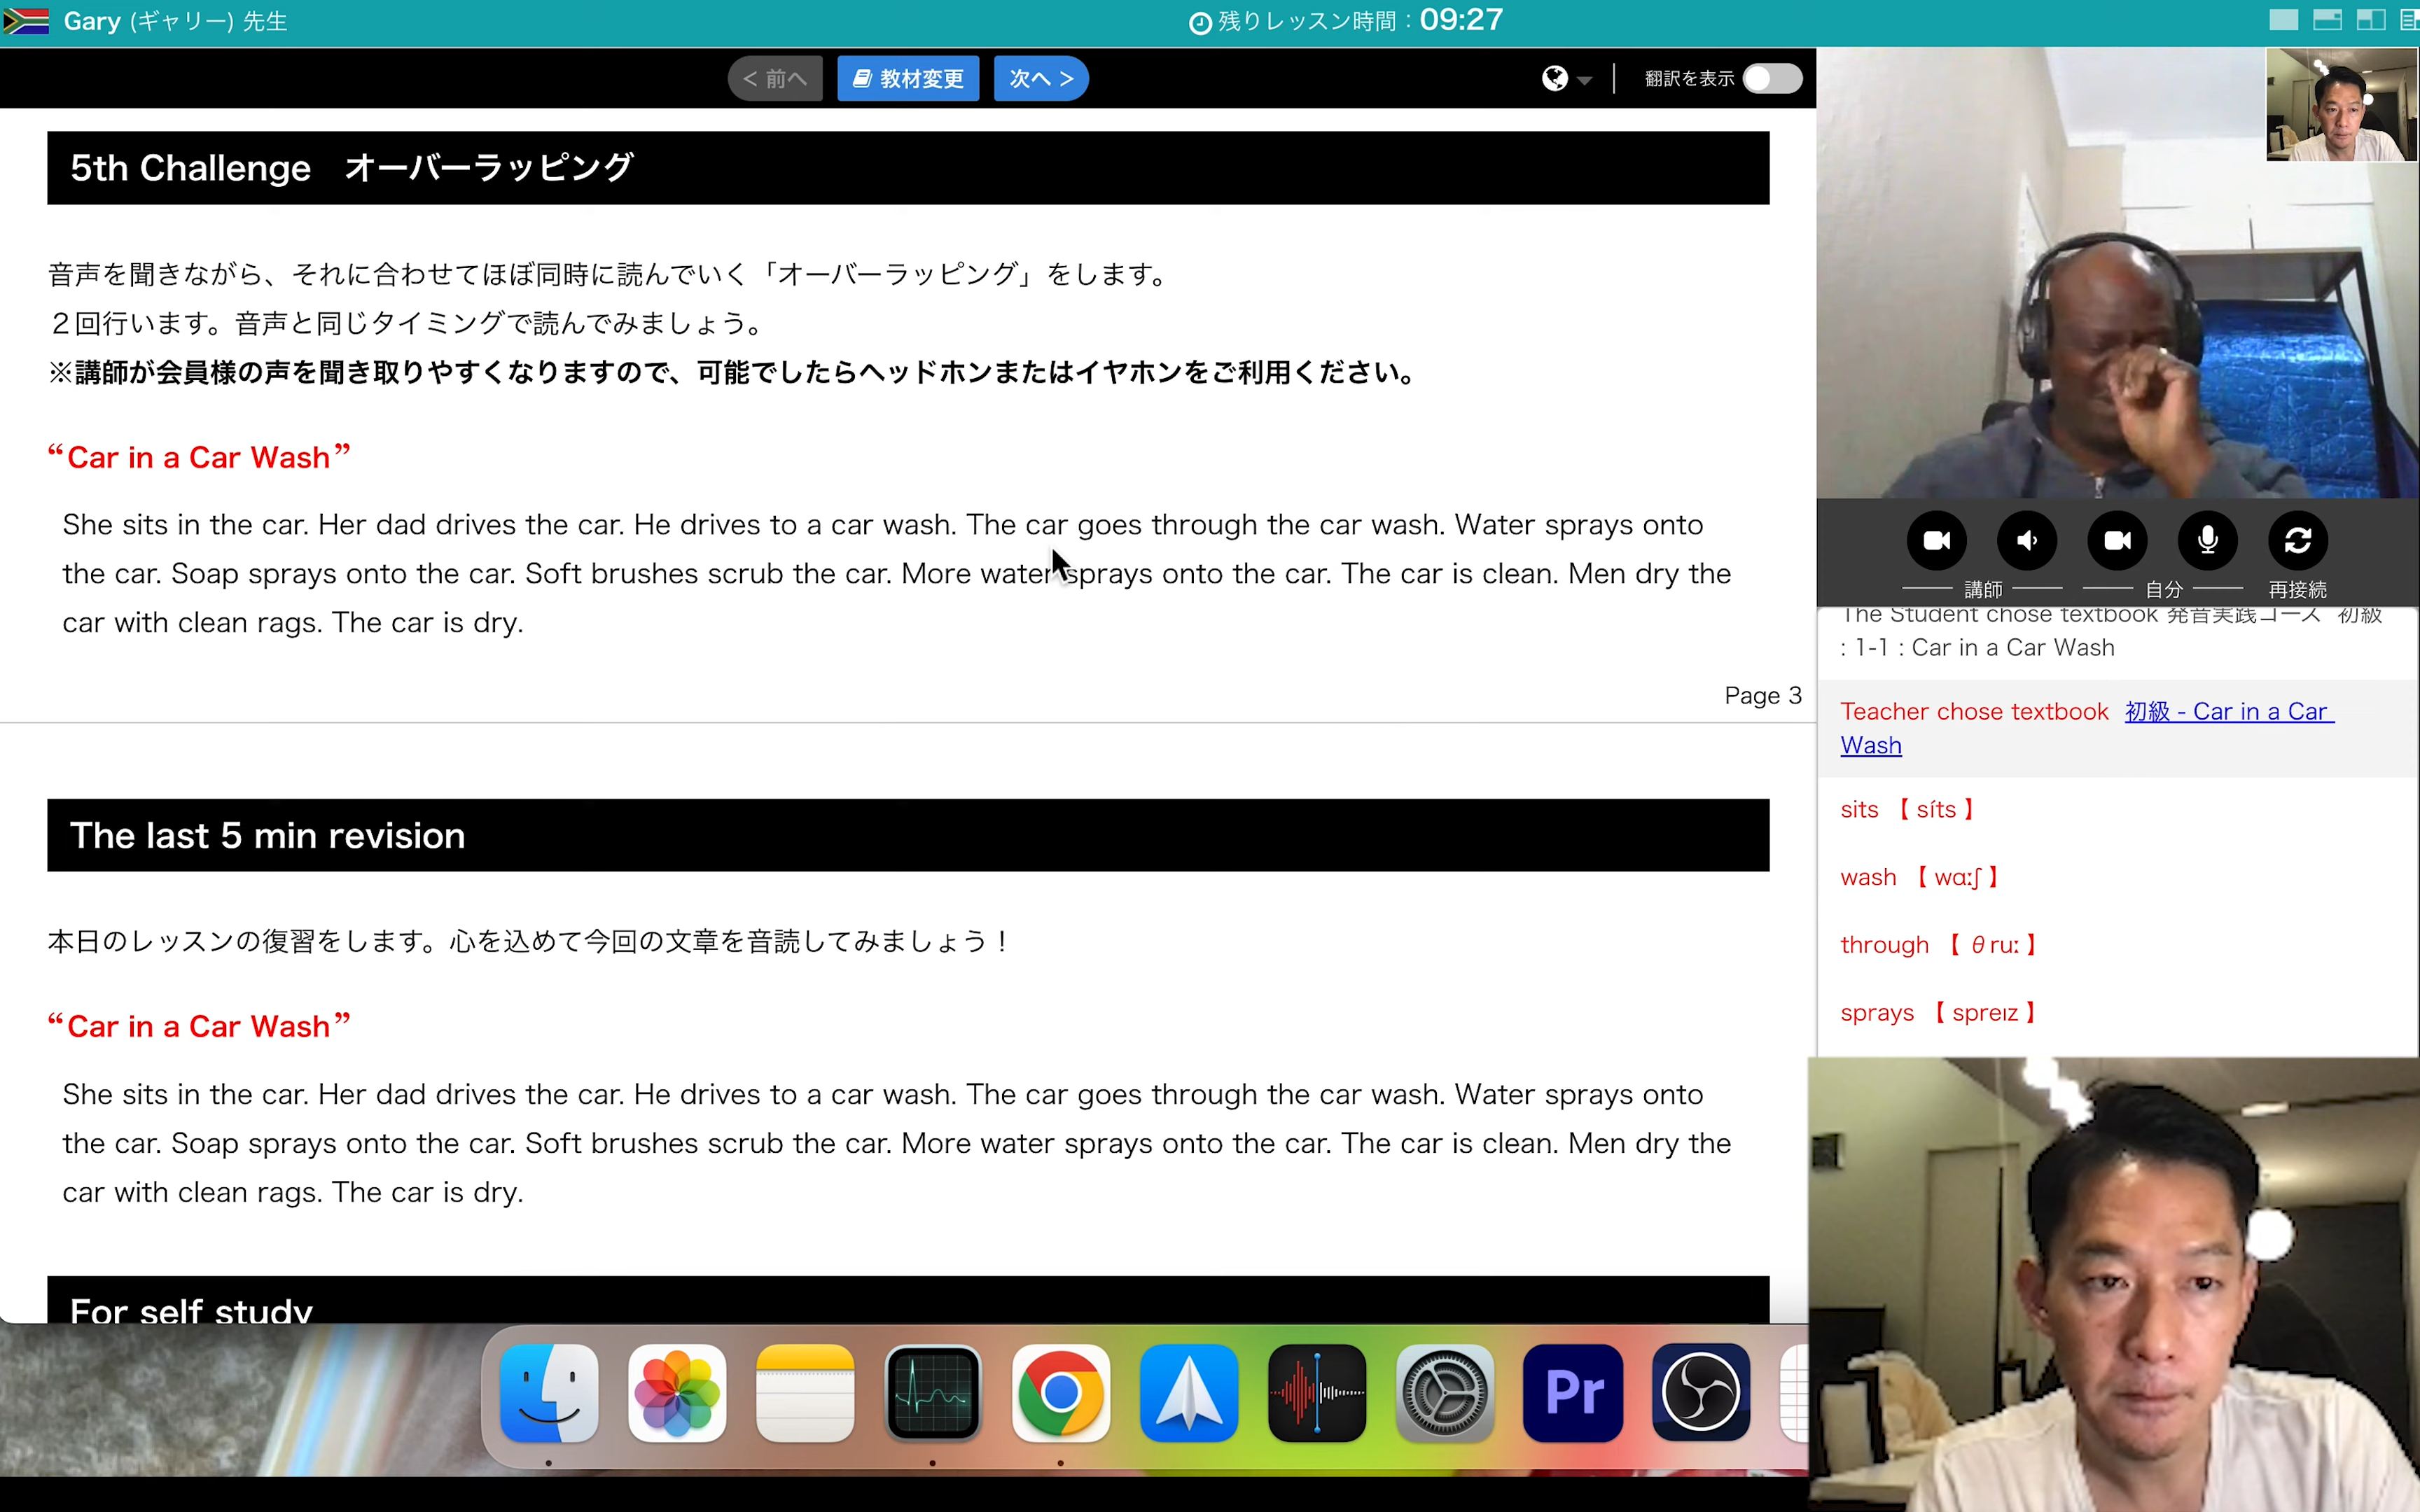 Gary (ギャリー) 先生
残りレッスン時間：09:27
< 前へ
教材変更
次へ >
翻訳を表示
5th Challenge　オーバーラッピング
音声を聞きながら、それに合わせてほぼ同時に読んでいく「オーバーラッピング」をします。
２回行います。音声と同じタイミングで読んでみましょう。
※講師が会員様の声を聞き取りやすくなりますので、可能でしたらヘッドホンまたはイヤホンをご利用ください。
“Car in a Car Wash”
She sits in the car. Her dad drives the car. He drives to a car wash. The car goes through the car wash. Water sprays onto
the car. Soap sprays onto the car. Soft brushes scrub the car. More water sprays onto the car. The car is clean. Men dry the
car with clean rags. The car is dry.
Page 3
The last 5 min revision
本日のレッスンの復習をします。心を込めて今回の文章を音読してみましょう！
“Car in a Car Wash”
She sits in the car. Her dad drives the car. He drives to a car wash. The car goes through the car wash. Water sprays onto
the car. Soap sprays onto the car. Soft brushes scrub the car. More water sprays onto the car. The car is clean. Men dry the
car with clean rags. The car is dry.
For self study
講師
自分
再接続
The Student chose textbook 発音実践コース 初級
: 1-1 : Car in a Car Wash
Teacher chose textbook 初級 - Car in a Car
Wash
sits 【 síts 】
wash 【 wɑːʃ 】
through 【 θruː 】
sprays 【 spreɪz 】
Pr